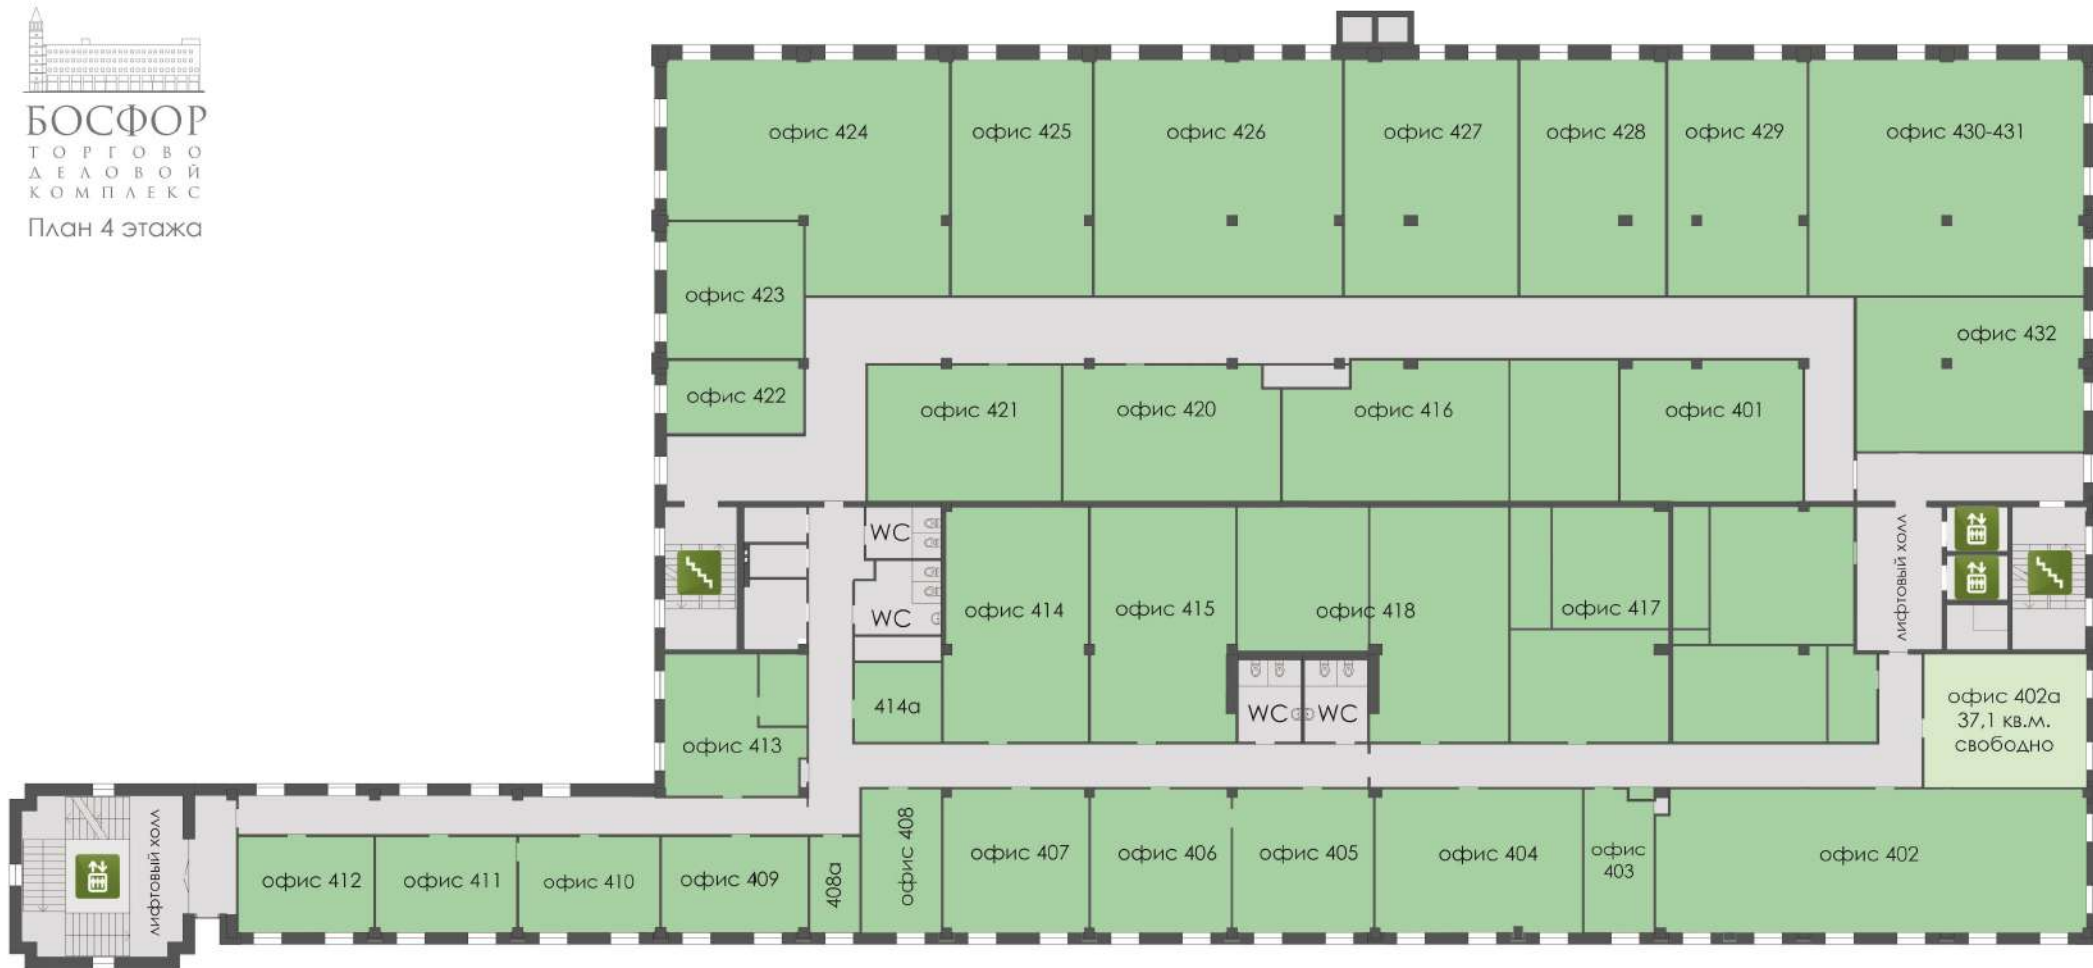 БОСФОР
ТОРГОВО
ДЕЛОВОЙ
КОМПЛЕКС
План 4 этажа
офис 424
офис 425
офис 426
офис 427
офис 428
офис 429
офис 430-431
офис 423
офис 432
офис 422
офис 421
офис 420
офис 416
офис 401
WC
WC
офис 414
офис 415
офис 418
офис 417
лифтовый холл
414а
WC
WC
офис 402а
37,1 кв.м.
свободно
офис 413
лифтовый холл
офис 412
офис 411
офис 410
офис 409
408а
офис 408
офис 407
офис 406
офис 405
офис 404
офис
403
офис 402